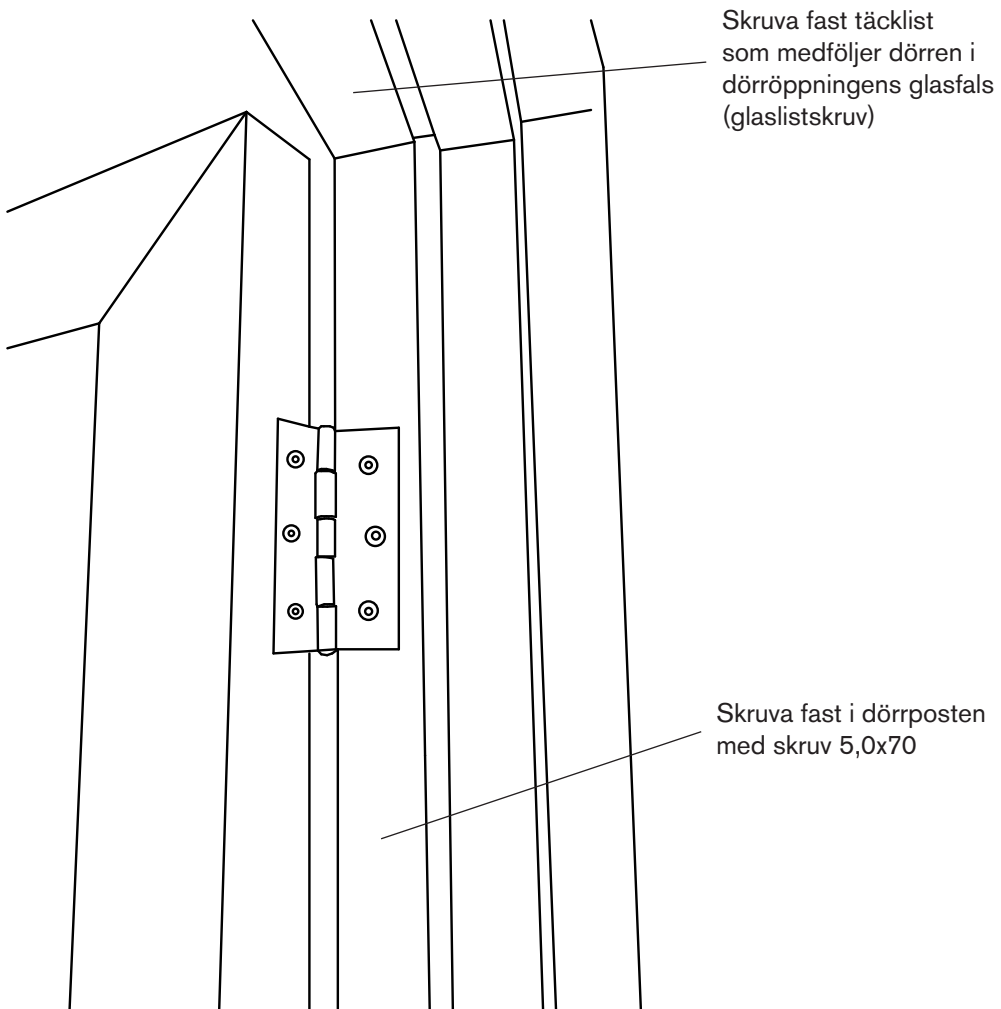 Skruva fast täcklist
som medföljer dörren i
dörröppningens glasfals
(glaslistskruv)
Skruva fast i dörrposten
med skruv 5,0x70